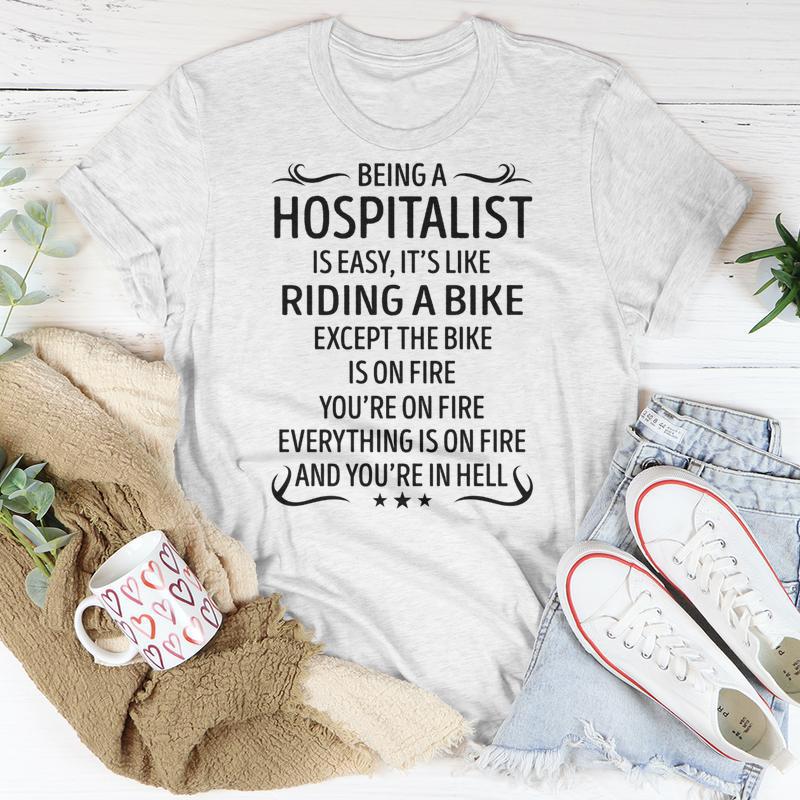 BEING A
HOSPITALIST
IS EASY, IT'S LIKE
RIDING A BIKE
EXCEPT THE BIKE
IS ON FIRE
YOU'RE ON FIRE
EVERYTHING IS ON FIRE
AND YOU'RE IN HELL